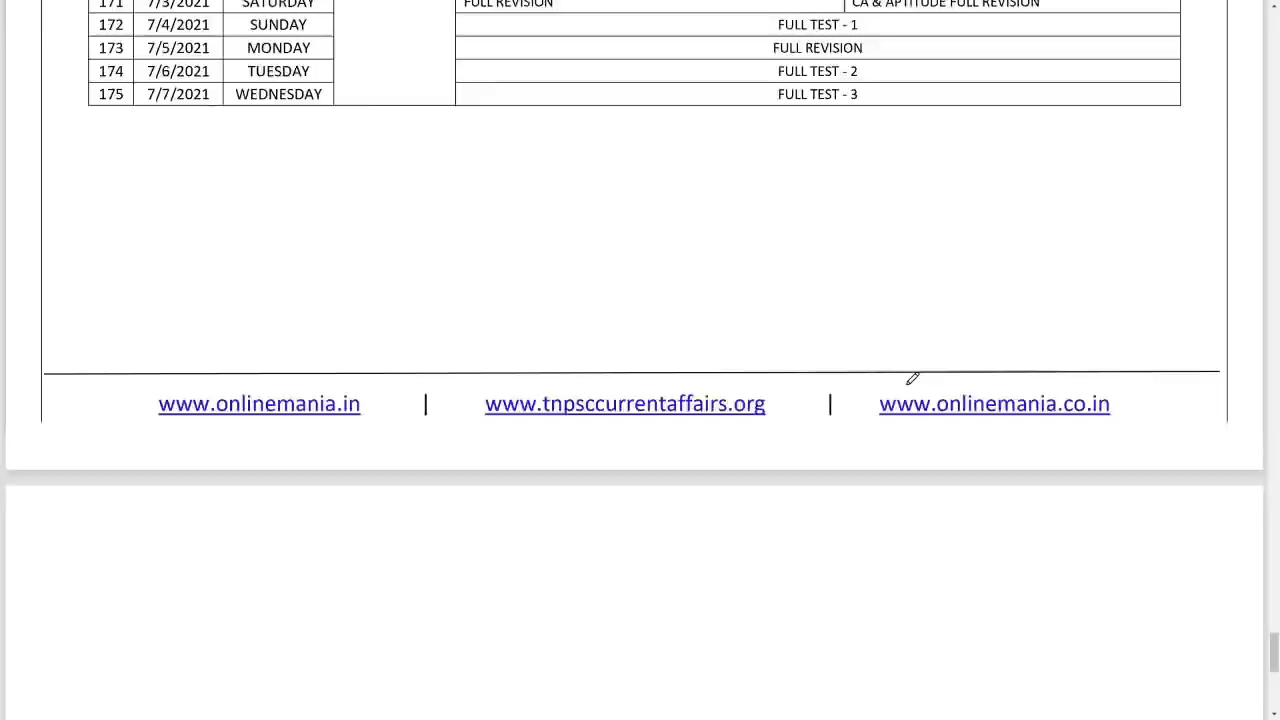 171 7/3/2021 SATURDAY FULL REVISION CA & APTITUDE FULL REVISION
172 7/4/2021 SUNDAY FULL TEST - 1
173 7/5/2021 MONDAY FULL REVISION
174 7/6/2021 TUESDAY FULL TEST - 2
175 7/7/2021 WEDNESDAY FULL TEST - 3
www.onlinemania.in | www.tnpsccurrentaffairs.org | www.onlinemania.co.in